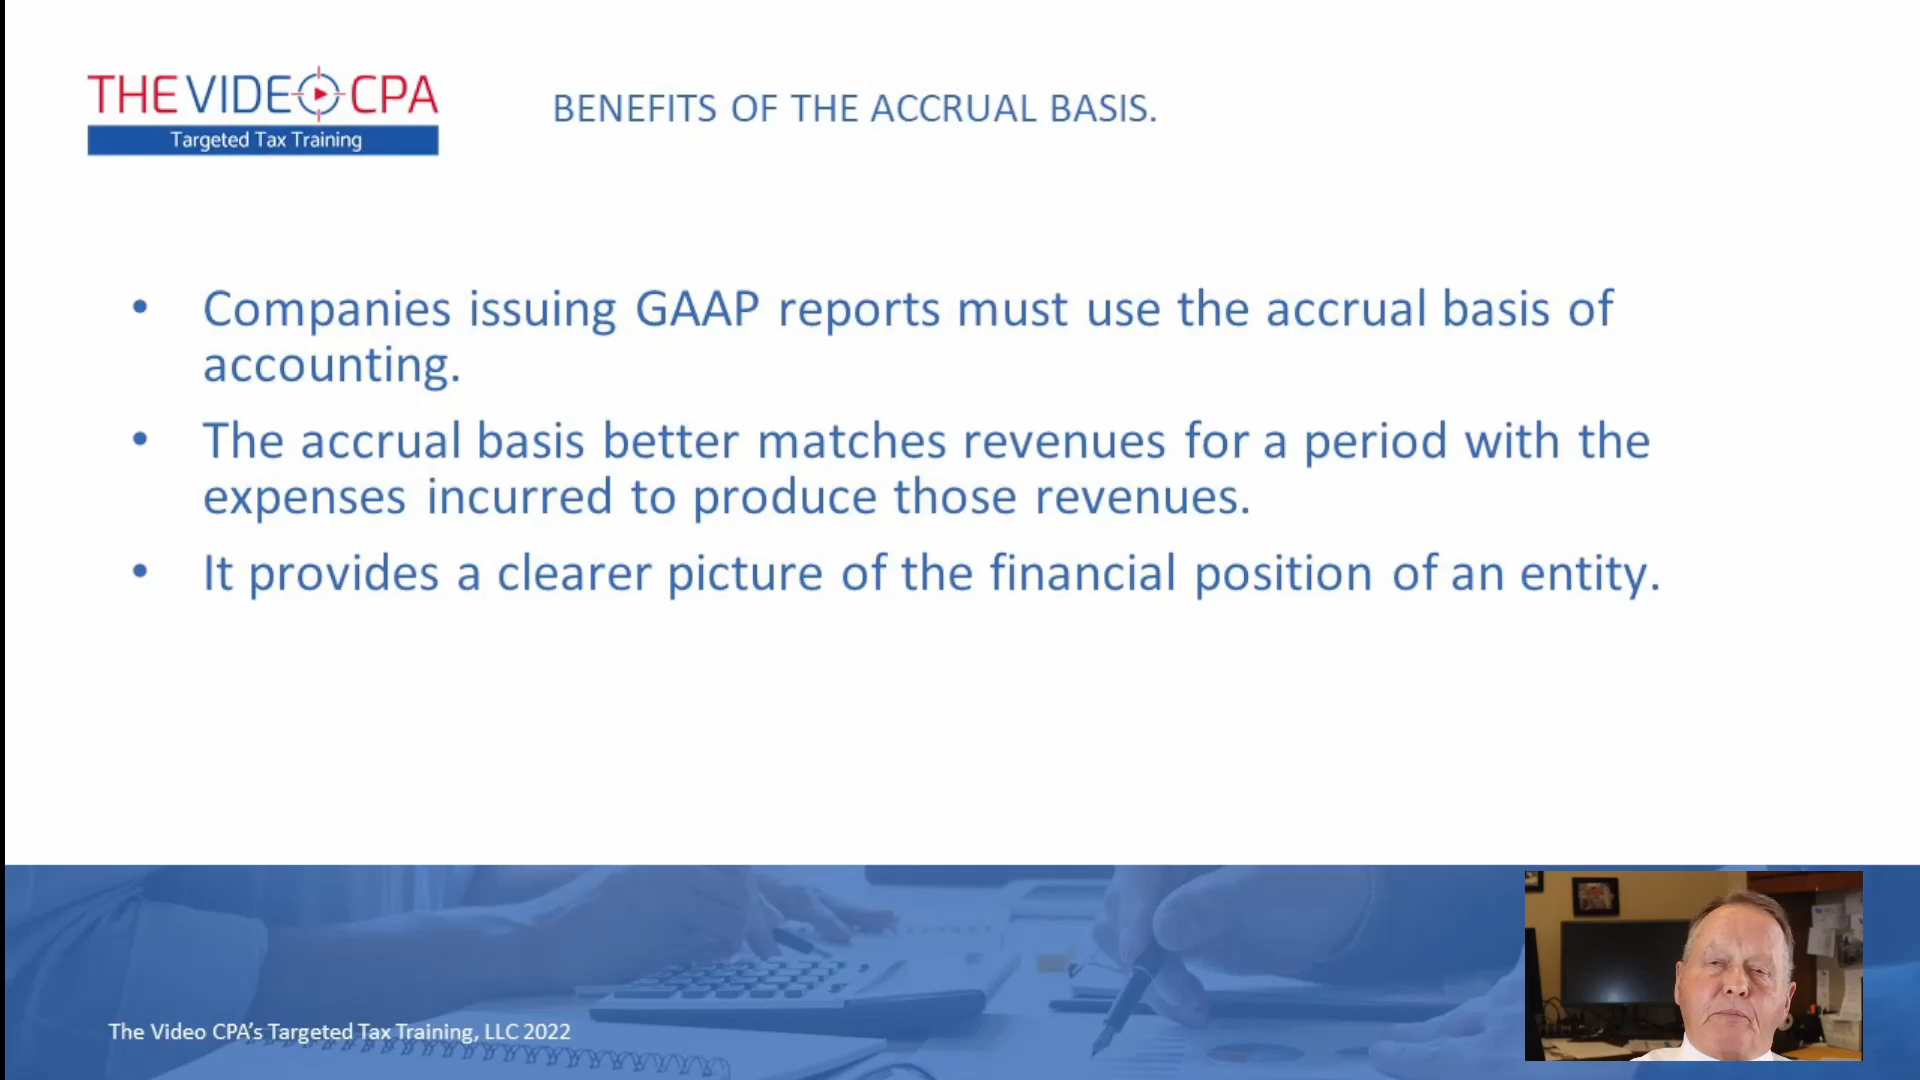 THE VIDEO CPA
Targeted Tax Training
BENEFITS OF THE ACCRUAL BASIS.
• Companies issuing GAAP reports must use the accrual basis of
accounting.
• The accrual basis better matches revenues for a period with the
expenses incurred to produce those revenues.
• It provides a clearer picture of the financial position of an entity.
The Video CPA’s Targeted Tax Training, LLC 2022